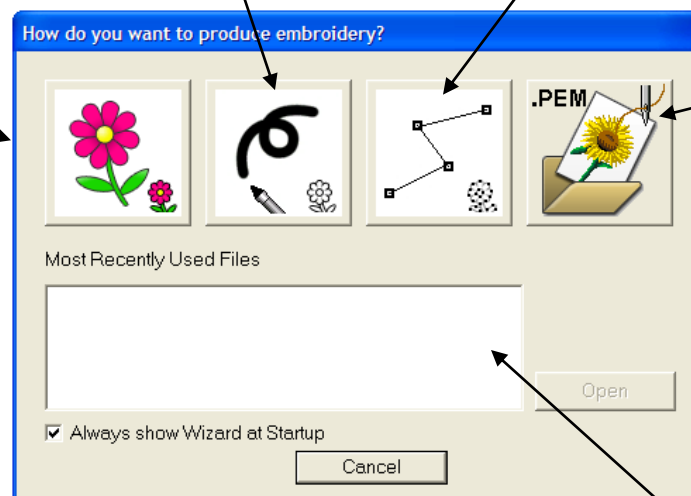 How do you want to produce embroidery?
.PEM
Most Recently Used Files
Open
Always show Wizard at Startup
Cancel